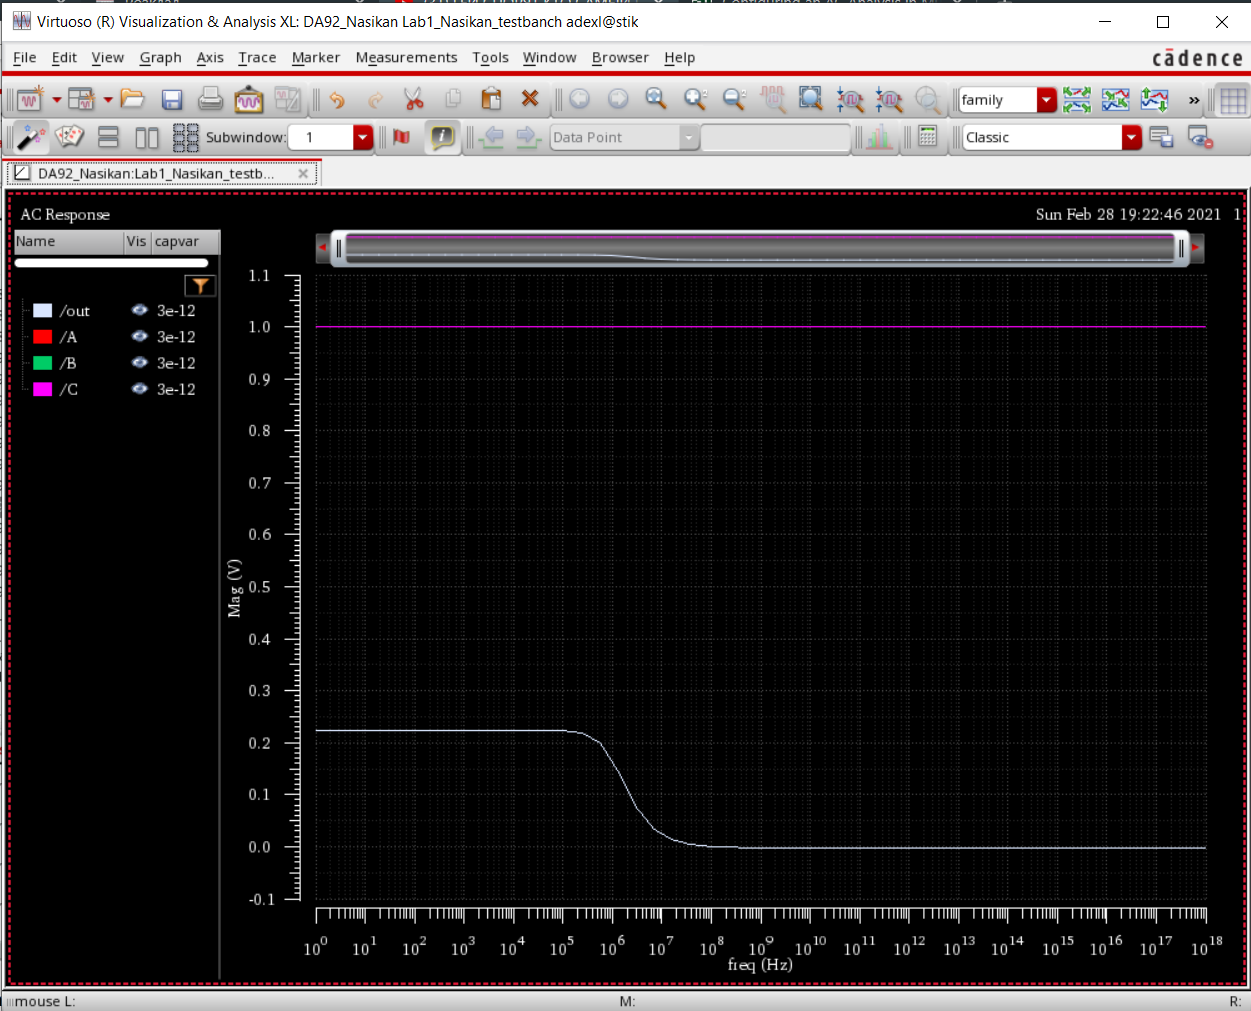 Virtuoso (R) Visualization & Analysis XL: DA92_Nasikan Lab1_Nasikan_testbanch adexl@stik
File Edit View Graph Axis Trace Marker Measurements Tools Window Browser Help
cādence
family
»
Subwindow: 1
Data Point
Classic
DA92_Nasikan:Lab1_Nasikan_testb...
AC Response
Sun Feb 28 19:22:46 2021 1
Name Vis capvar
/out 3e-12
/A 3e-12
/B 3e-12
/C 3e-12
1.1
1.0
0.9
0.8
0.7
0.6
0.5
0.4
0.3
0.2
0.1
0.0
-0.1
Mag (V)
10^0 10^1 10^2 10^3 10^4 10^5 10^6 10^7 10^8 10^9 10^10 10^11 10^12 10^13 10^14 10^15 10^16 10^17 10^18
freq (Hz)
mouse L: M: R: